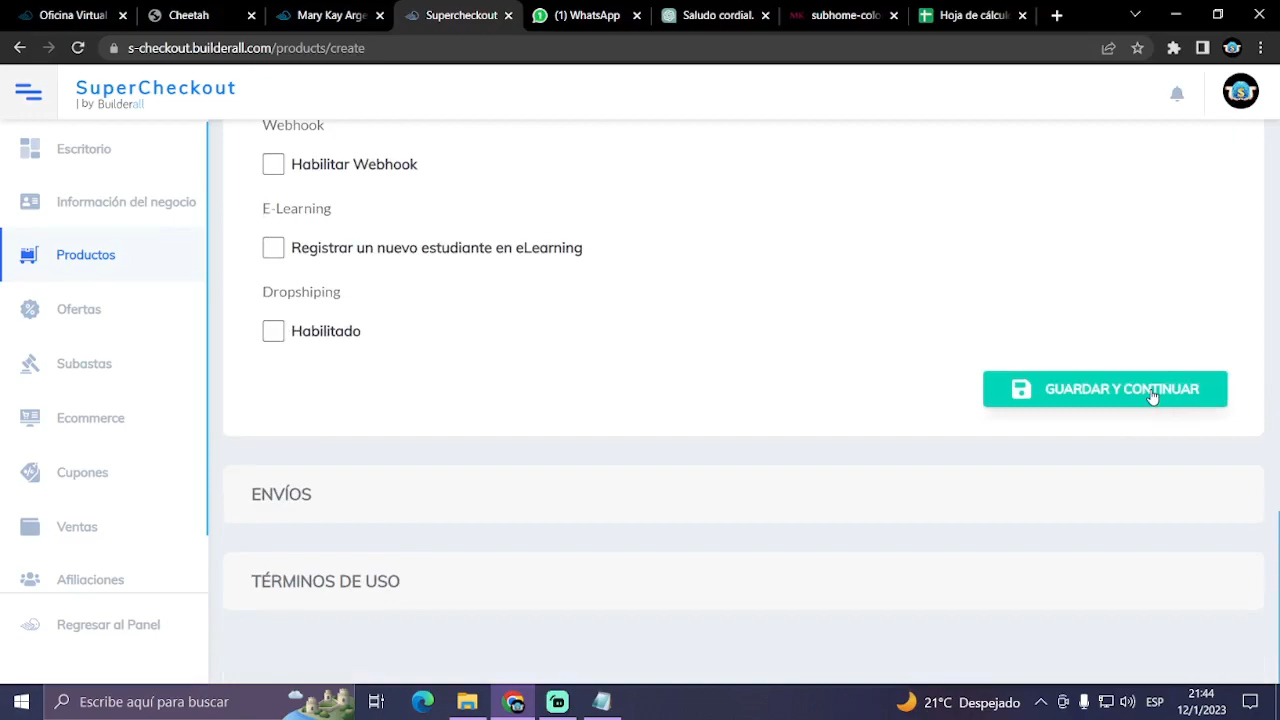 Oficina Virtual
Cheetah
Mary Kay Arge
Supercheckout
(1) WhatsApp
Saludo cordial.
subhome-colo
Hoja de cálcul
s-checkout.builderall.com/products/create
SuperCheckout
| by Builderall
Escritorio
Información del negocio
Productos
Ofertas
Subastas
Ecommerce
Cupones
Ventas
Afiliaciones
Regresar al Panel
Webhook
Habilitar Webhook
E-Learning
Registrar un nuevo estudiante en eLearning
Dropshiping
Habilitado
GUARDAR Y CONTINUAR
ENVÍOS
TÉRMINOS DE USO
Escribe aquí para buscar
21°C Despejado
ESP
21:44
12/1/2023